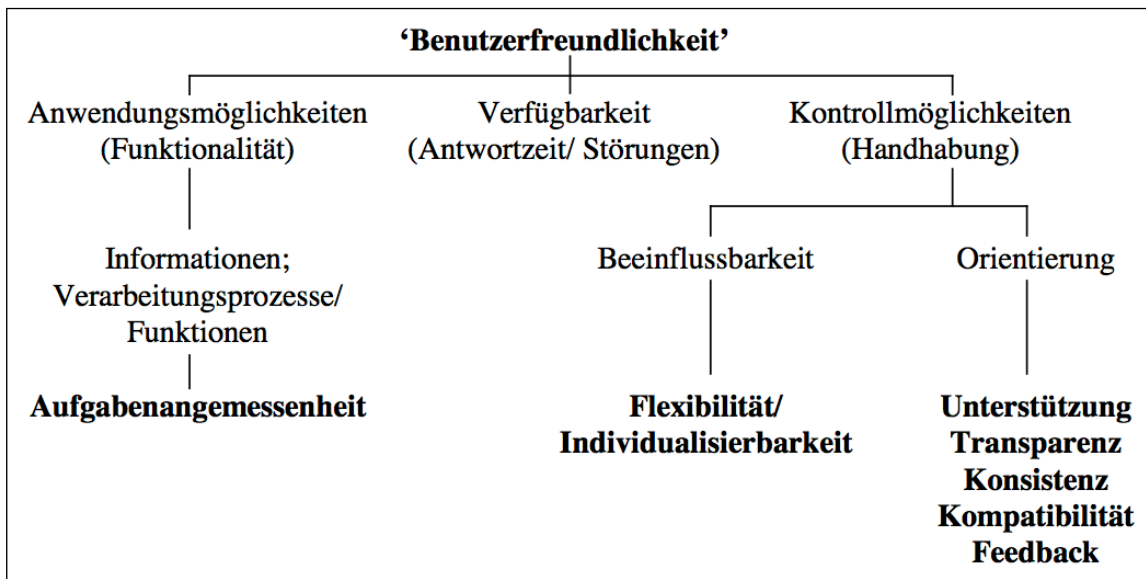 ‘Benutzerfreundlichkeit’
Anwendungsmöglichkeiten
(Funktionalität)
Verfügbarkeit
(Antwortzeit/ Störungen)
Kontrollmöglichkeiten
(Handhabung)
Informationen;
Verarbeitungsprozesse/
Funktionen
Beeinflussbarkeit
Orientierung
Aufgabenangemessenheit
Flexibilität/
Individualisierbarkeit
Unterstützung
Transparenz
Konsistenz
Kompatibilität
Feedback